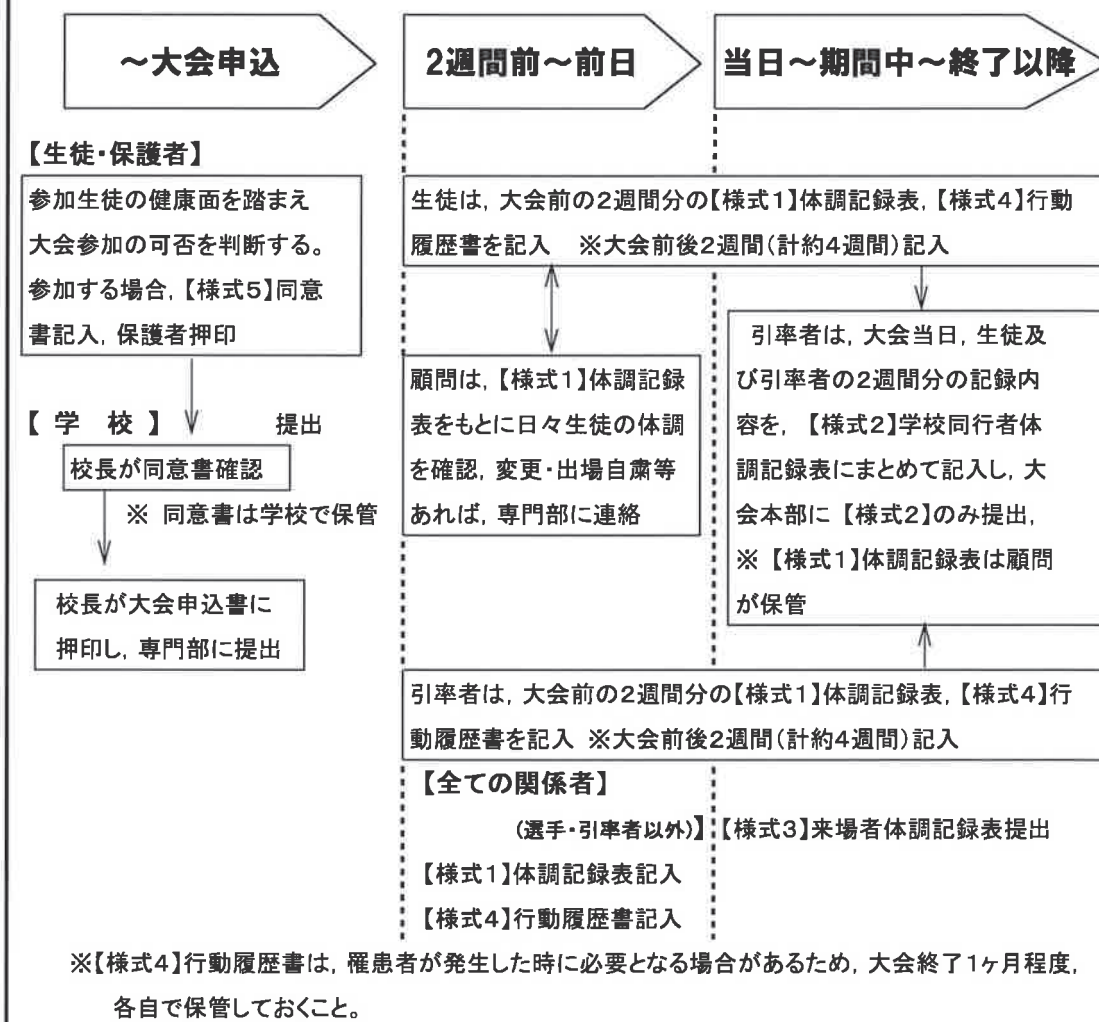 ~大会申込
2週間前~前日
当日~期間中~終了以降
【生徒・保護者】
参加生徒の健康面を踏まえ
大会参加の可否を判断する。
参加する場合, 【様式5】同意
書記入, 保護者押印
【 学 校 】
提出
校長が同意書確認
※ 同意書は学校で保管
校長が大会申込書に
押印し, 専門部に提出
生徒は, 大会前の2週間分の【様式1】体調記録表, 【様式4】行動
履歴書を記入 ※大会前後2週間(計約4週間)記入
顧問は, 【様式1】体調記録
表をもとに日々生徒の体調
を確認, 変更・出場自粛等
あれば, 専門部に連絡
引率者は, 大会当日, 生徒及
び引率者の2週間分の記録内
容を, 【様式2】学校同行者体
調記録表にまとめて記入し, 大
会本部に 【様式2】のみ提出,
※ 【様式1】体調記録表は顧問
が保管
引率者は, 大会前の2週間分の【様式1】体調記録表, 【様式4】行
動履歴書を記入 ※大会前後2週間(計約4週間)記入
【全ての関係者】
(選手・引率者以外)】
【様式3】来場者体調記録表提出
【様式1】体調記録表記入
【様式4】行動履歴書記入
※【様式4】行動履歴書は, 罹患者が発生した時に必要となる場合があるため, 大会終了1ヶ月程度,
各自で保管しておくこと。